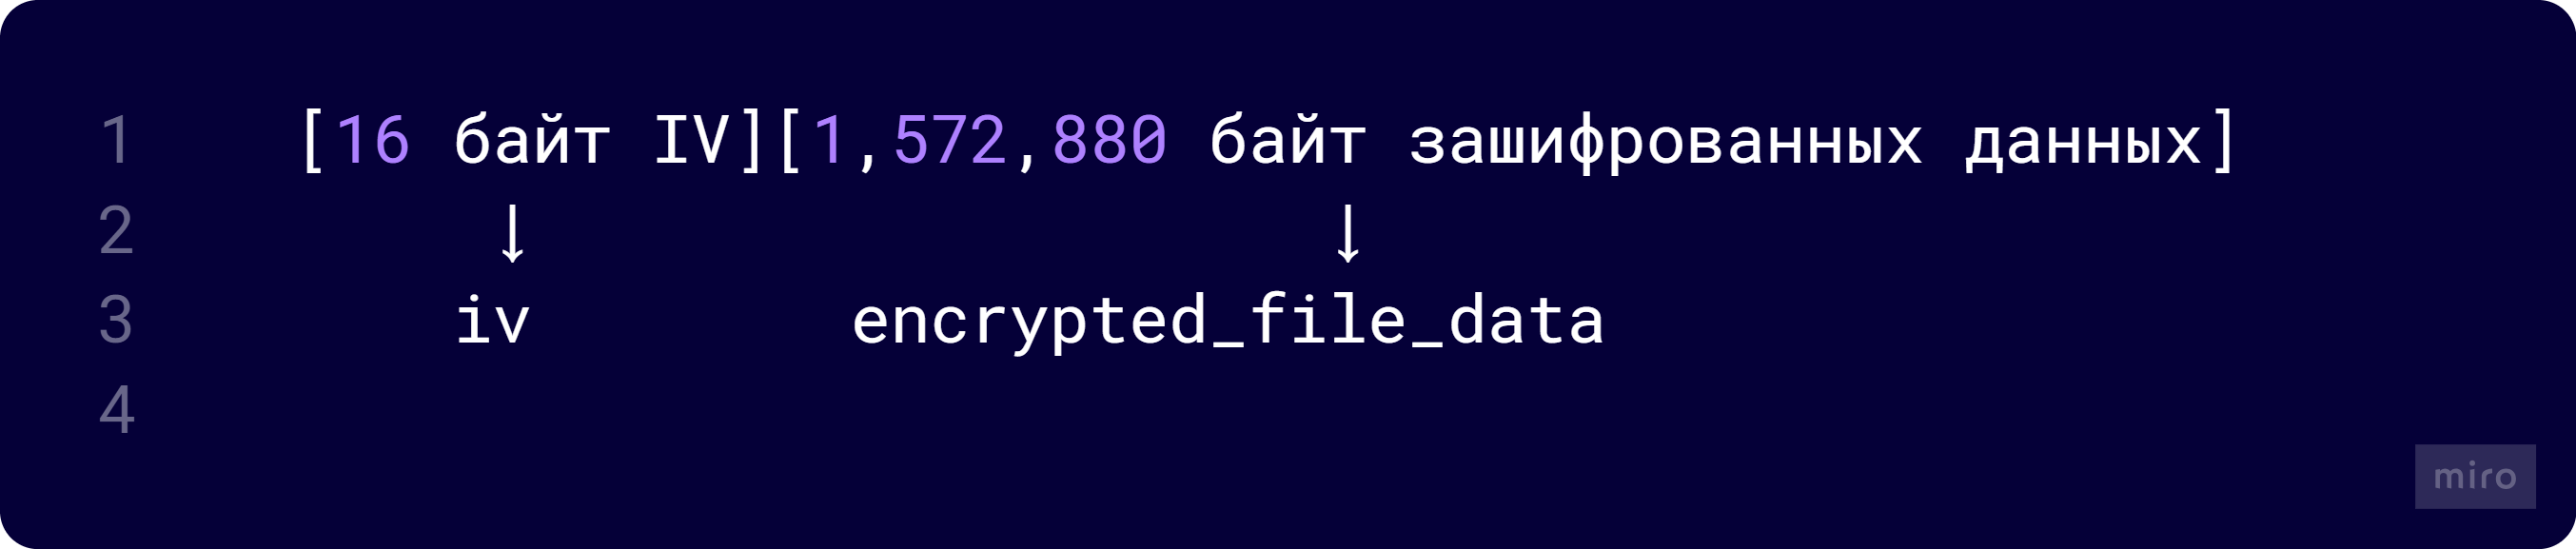 1 [16 байт IV][1,572,880 байт зашифрованных данных]
2 ↓ ↓
3 iv encrypted_file_data
4
miro